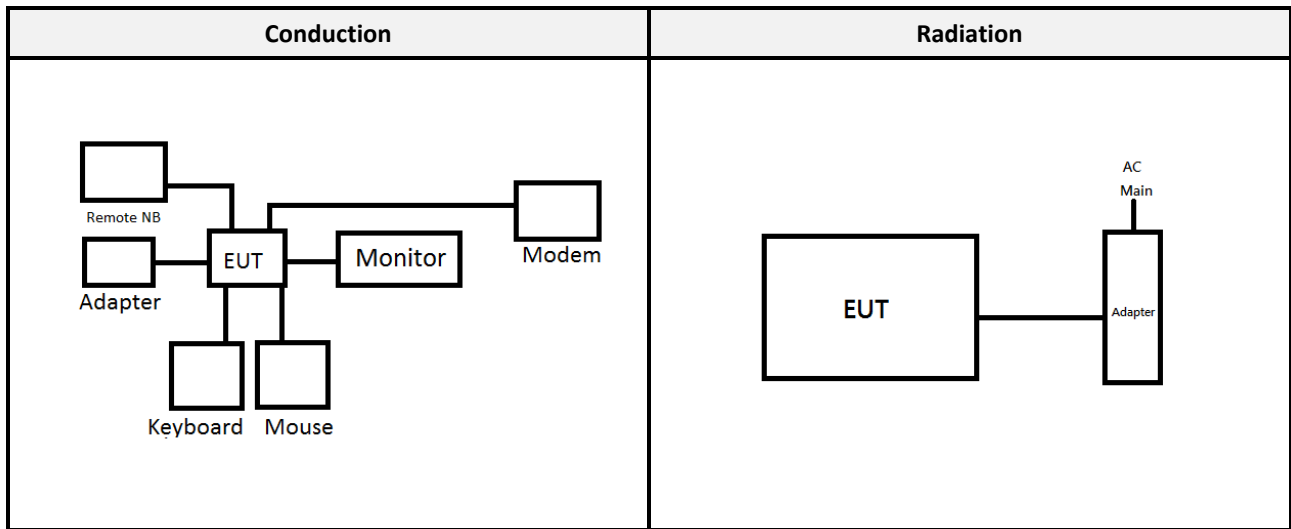 Conduction
Radiation
Remote NB
EUT
Monitor
Modem
Adapter
Keyboard
Mouse
AC
Main
EUT
Adapter